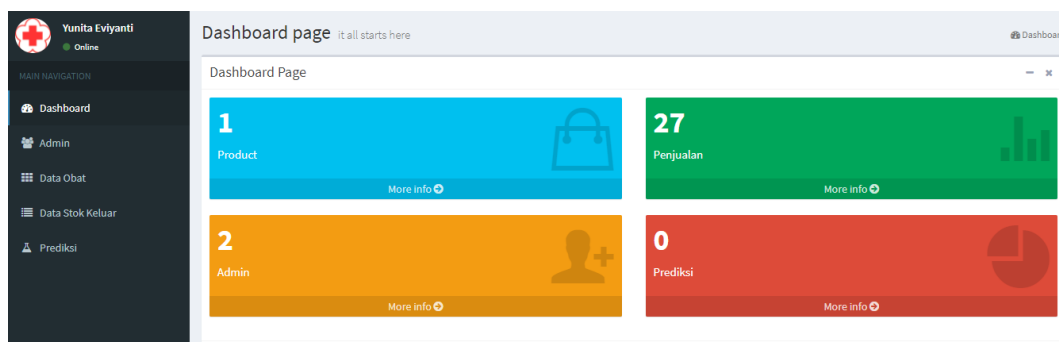 Yunita Eviyanti
Online
MAIN NAVIGATION
Dashboard
Admin
Data Obat
Data Stok Keluar
Prediksi
Dashboard page it all starts here
Dashboar
Dashboard Page
1
Product
More info
27
Penjualan
More info
2
Admin
More info
0
Prediksi
More info